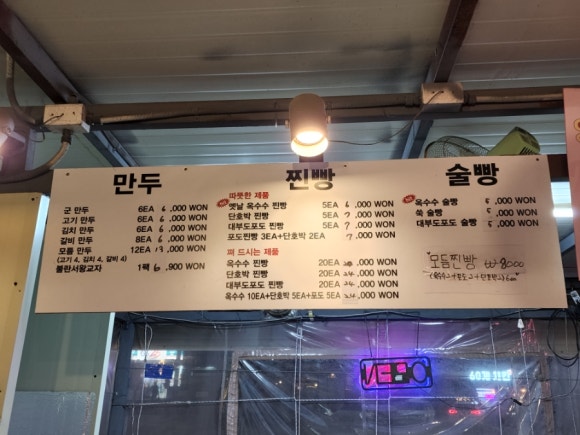 만두
군 만두 6EA 6,000 WON
고기 만두 6EA 6,000 WON
김치 만두 6EA 6,000 WON
갈비 만두 6EA 6,000 WON
모듬 만두 12EA 13,000 WON
(고기 4, 김치 4, 갈비 4)
불란서왕교자 1팩 6,900 WON
찐빵
따뜻한 제품
옛날 옥수수 찐빵 5EA 6,000 WON
단호박 찐빵 5EA 7,000 WON
대부도포도 찐빵 5EA 7,000 WON
포도찐빵 3EA+단호박 2EA 7,000 WON
쪄 드시는 제품
옥수수 찐빵 20EA ,000 WON
단호박 찐빵 20EA ,000 WON
대부도포도 찐빵 20EA ,000 WON
옥수수 10EA+단호박 5EA+포도 5EA ,000 WON
술빵
옥수수 술빵 5,000 WON
쑥 술빵 5,000 WON
대부도포도 술빵 5,000 WON
모듬찐빵 ₩8000